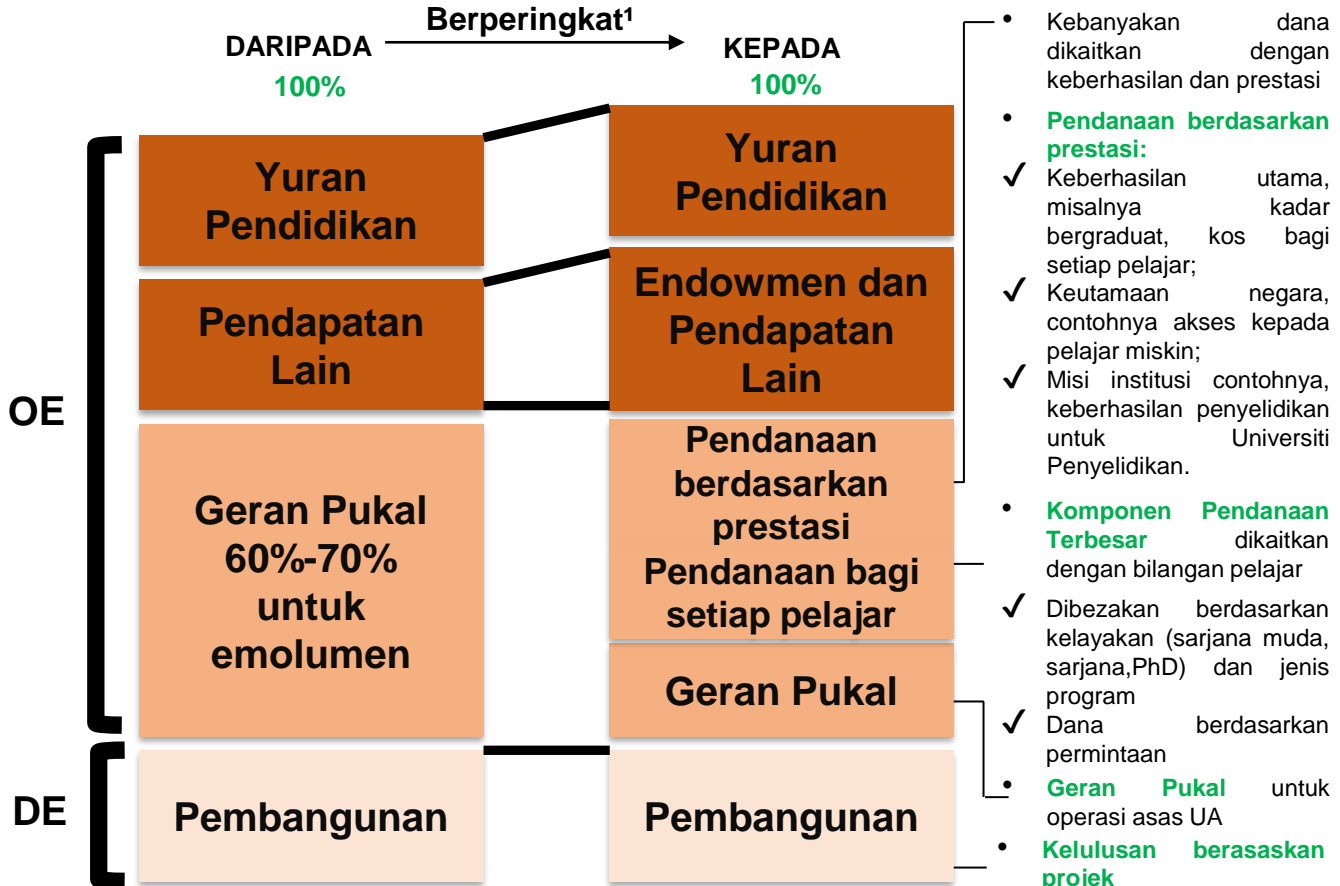 Berperingkat¹
DARIPADA
100%
KEPADA
100%
OE
Yuran
Pendidikan
Pendapatan
Lain
Geran Pukal
60%-70%
untuk
emolumen
DE
Pembangunan
Yuran
Pendidikan
Endowmen dan
Pendapatan
Lain
Pendanaan
berdasarkan
prestasi
Pendanaan bagi
setiap pelajar
Geran Pukal
Pembangunan
• Kebanyakan dana
dikaitkan dengan
keberhasilan dan prestasi
• Pendanaan berdasarkan
prestasi:
✓ Keberhasilan utama,
misalnya kadar
bergraduat, kos bagi
setiap pelajar;
✓ Keutamaan negara,
contohnya akses kepada
pelajar miskin;
✓ Misi institusi contohnya,
keberhasilan penyelidikan
untuk Universiti
Penyelidikan.
• Komponen Pendanaan
Terbesar dikaitkan
dengan bilangan pelajar
✓ Dibezakan berdasarkan
kelayakan (sarjana muda,
sarjana,PhD) dan jenis
program
✓ Dana berdasarkan
permintaan
• Geran Pukal untuk
operasi asas UA
• Kelulusan berasaskan
projek